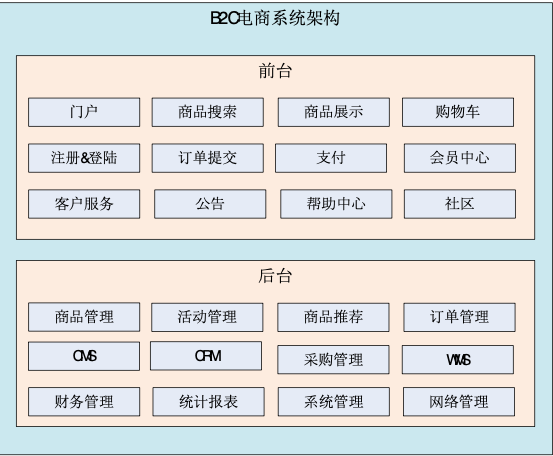 B2C电商系统架构
前台
门户 商品搜索 商品展示 购物车
注册&登陆 订单提交 支付 会员中心
客户服务 公告 帮助中心 社区
后台
商品管理 活动管理 商品推荐 订单管理
CMS CRM 采购管理 WMS
财务管理 统计报表 系统管理 网络管理